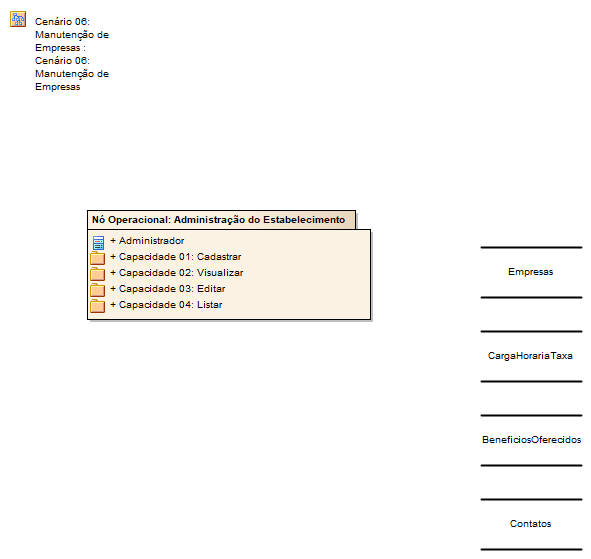 Cenário 06:
Manutenção de
Empresas :
Cenário 06:
Manutenção de
Empresas
Nó Operacional: Administração do Estabelecimento
+ Administrador
+ Capacidade 01: Cadastrar
+ Capacidade 02: Visualizar
+ Capacidade 03: Editar
+ Capacidade 04: Listar
Empresas
CargaHorariaTaxa
BeneficiosOferecidos
Contatos